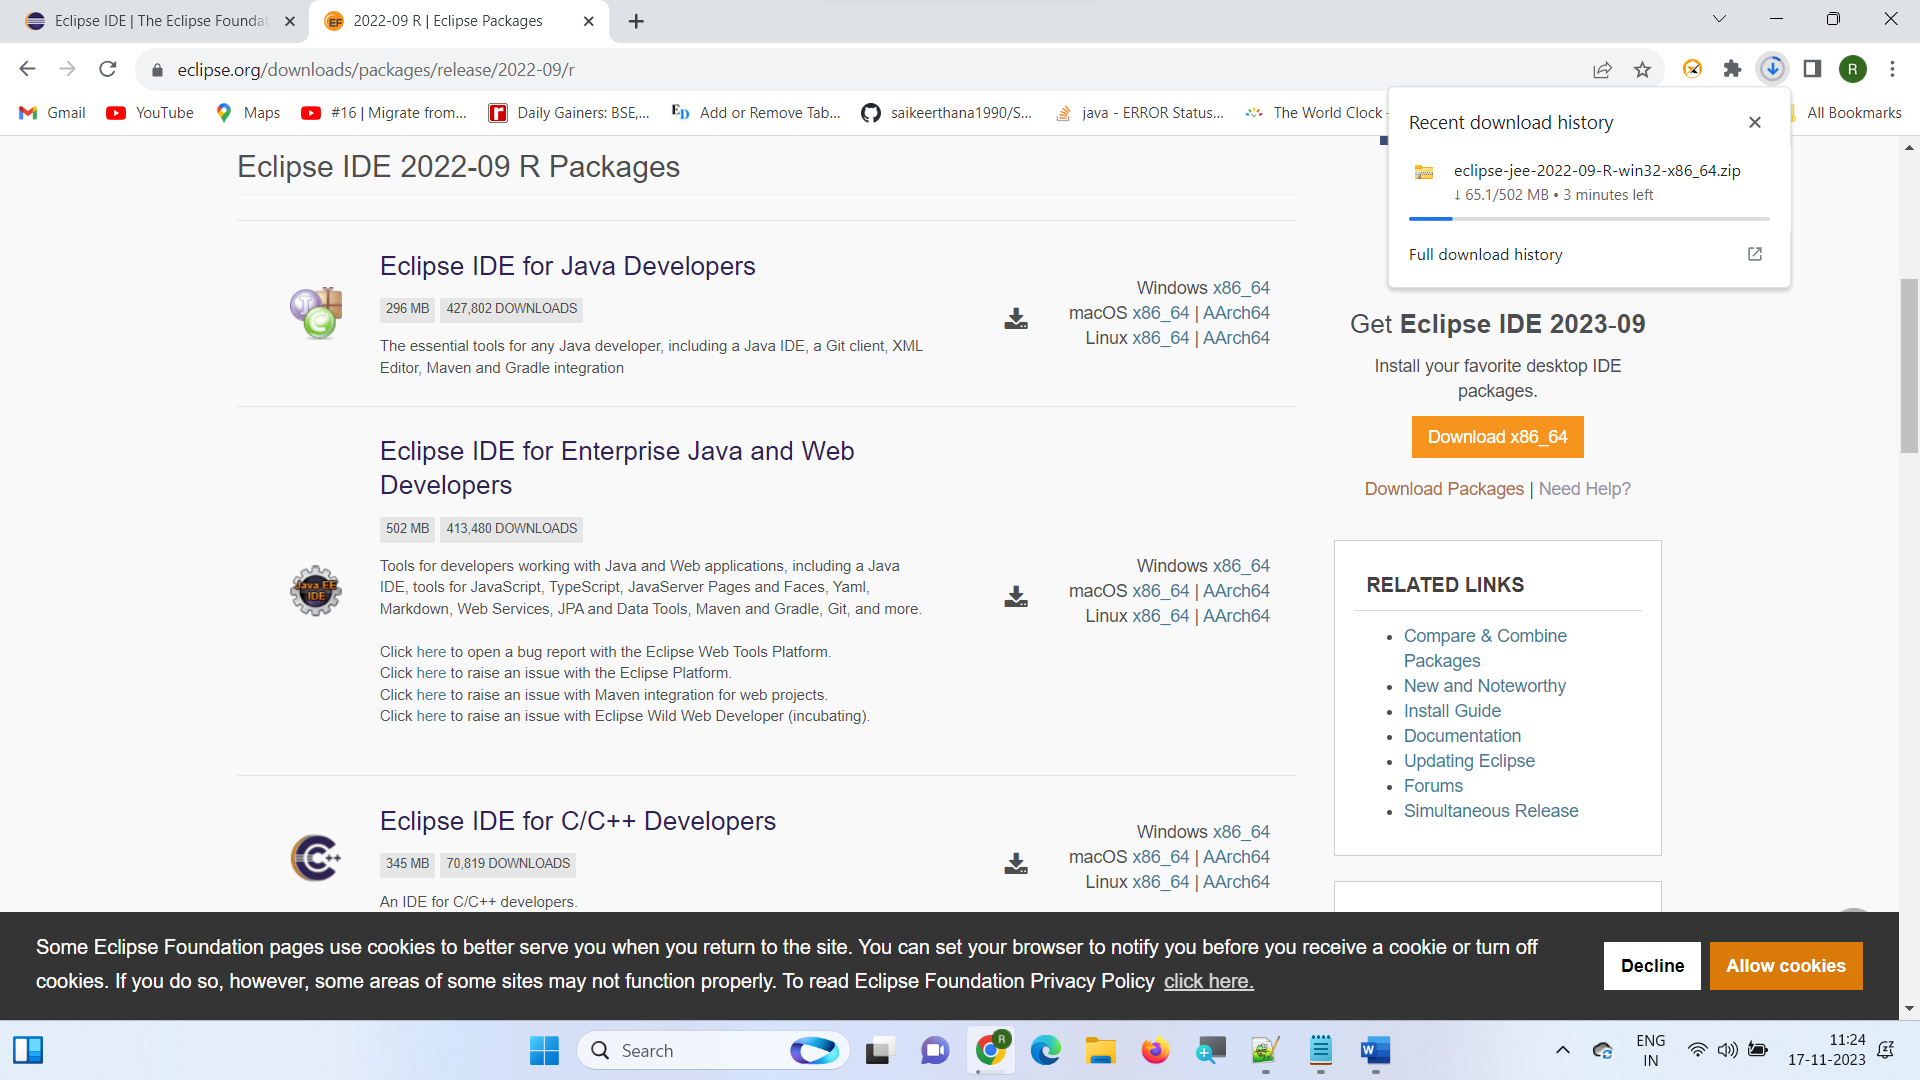 Eclipse IDE | The Eclipse Foundat
2022-09 R | Eclipse Packages
eclipse.org/downloads/packages/release/2022-09/r
R
Gmail
YouTube
Maps
#16 | Migrate from...
Daily Gainers: BSE,...
Add or Remove Tab...
saikeerthana1990/S...
java - ERROR Status...
The World Clock
All Bookmarks
Recent download history
eclipse-jee-2022-09-R-win32-x86_64.zip
↓ 65.1/502 MB • 3 minutes left
Full download history
Eclipse IDE 2022-09 R Packages
Eclipse IDE for Java Developers
296 MB 427,802 DOWNLOADS
The essential tools for any Java developer, including a Java IDE, a Git client, XML
Editor, Maven and Gradle integration
Windows x86_64
macOS x86_64 | AArch64
Linux x86_64 | AArch64
Eclipse IDE for Enterprise Java and Web
Developers
502 MB 413,480 DOWNLOADS
Java EE
IDE
Tools for developers working with Java and Web applications, including a Java
IDE, tools for JavaScript, TypeScript, JavaServer Pages and Faces, Yaml,
Markdown, Web Services, JPA and Data Tools, Maven and Gradle, Git, and more.
Click here to open a bug report with the Eclipse Web Tools Platform.
Click here to raise an issue with the Eclipse Platform.
Click here to raise an issue with Maven integration for web projects.
Click here to raise an issue with Eclipse Wild Web Developer (incubating).
Windows x86_64
macOS x86_64 | AArch64
Linux x86_64 | AArch64
Eclipse IDE for C/C++ Developers
345 MB 70,819 DOWNLOADS
An IDE for C/C++ developers.
Windows x86_64
macOS x86_64 | AArch64
Linux x86_64 | AArch64
Get Eclipse IDE 2023-09
Install your favorite desktop IDE
packages.
Download x86_64
Download Packages | Need Help?
RELATED LINKS
• Compare & Combine
Packages
• New and Noteworthy
• Install Guide
• Documentation
• Updating Eclipse
• Forums
• Simultaneous Release
Some Eclipse Foundation pages use cookies to better serve you when you return to the site. You can set your browser to notify you before you receive a cookie or turn off
cookies. If you do so, however, some areas of some sites may not function properly. To read Eclipse Foundation Privacy Policy click here.
Decline
Allow cookies
Search
ENG
IN
11:24
17-11-2023